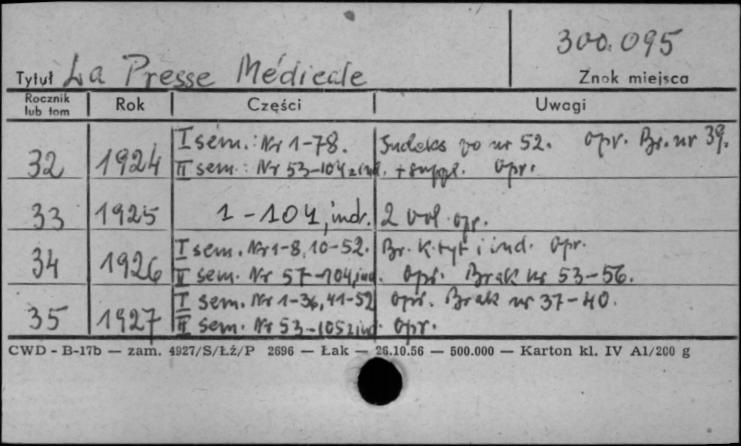 300.095
Tytuł La Presse Médicale Znak miejsca
Rocznik lub tom Rok Części Uwagi
32 1924 I sem.: Nr 1-78. Indeks po nr 52. opr. Br. nr 39.
II sem.: Nr 53-104 z ind. + suppl. opr.
33 1925 1-104, indr. 2 vol. opr.
34 1926 I sem. Nr 1-8, 10-52. Br. k. tyt i ind. opr.
II sem. Nr 57-104, ind. opr. Brak nr 53-56.
35 1927 I sem. Nr 1-36, 41-52 opr. Brak nr 37-40.
II sem. Nr 53-105 z ind. opr.
CWD - B-17b — zam. 4927/S/Łż/P 2696 — Łak — 26.10.56 — 500.000 — Karton kl. IV A1/200 g